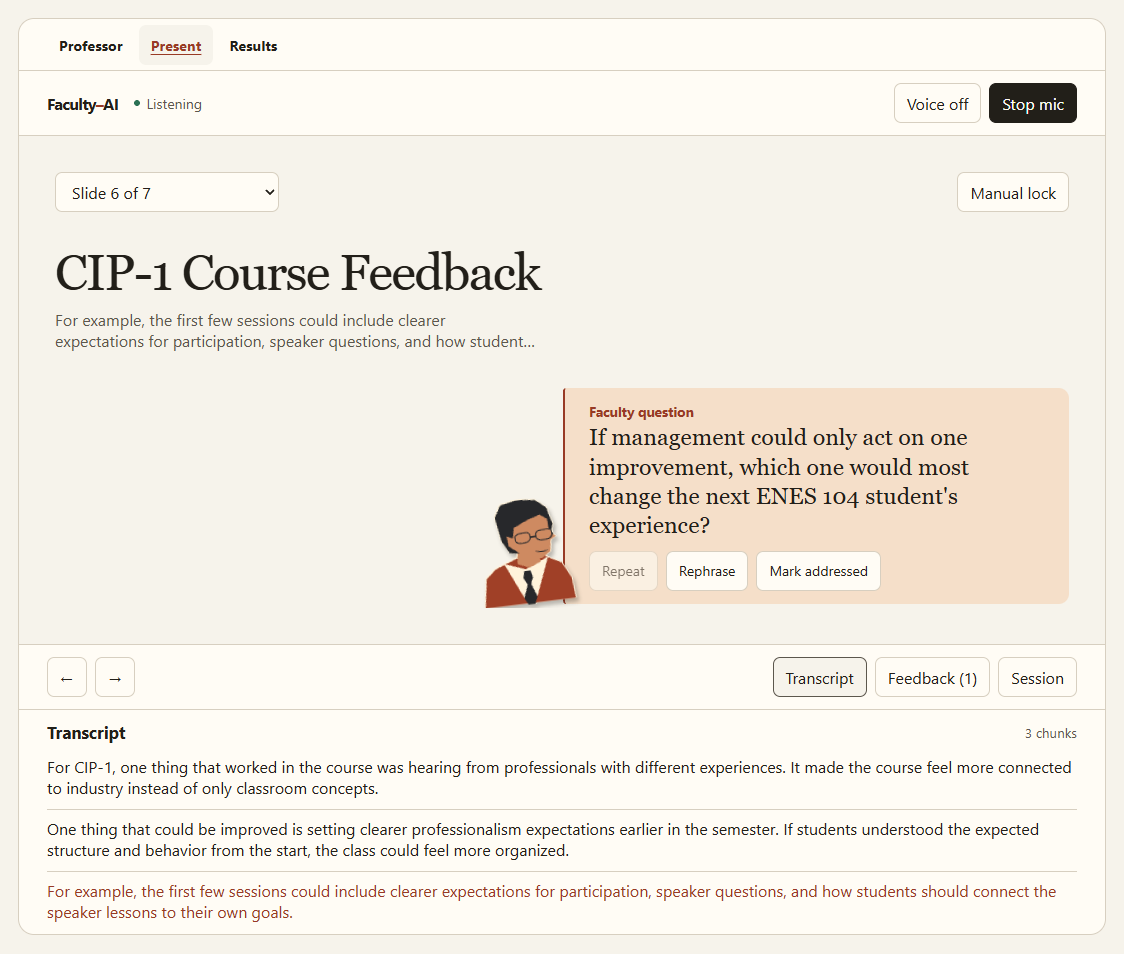 Professor Present Results
Faculty–AI Listening Voice off Stop mic
Slide 6 of 7 Manual lock
CIP-1 Course Feedback
For example, the first few sessions could include clearer
expectations for participation, speaker questions, and how student...
Faculty question
If management could only act on one
improvement, which one would most
change the next ENES 104 student's
experience?
Repeat Rephrase Mark addressed
← → Transcript Feedback (1) Session
Transcript 3 chunks
For CIP-1, one thing that worked in the course was hearing from professionals with different experiences. It made the course feel more connected
to industry instead of only classroom concepts.
One thing that could be improved is setting clearer professionalism expectations earlier in the semester. If students understood the expected
structure and behavior from the start, the class could feel more organized.
For example, the first few sessions could include clearer expectations for participation, speaker questions, and how students should connect the
speaker lessons to their own goals.